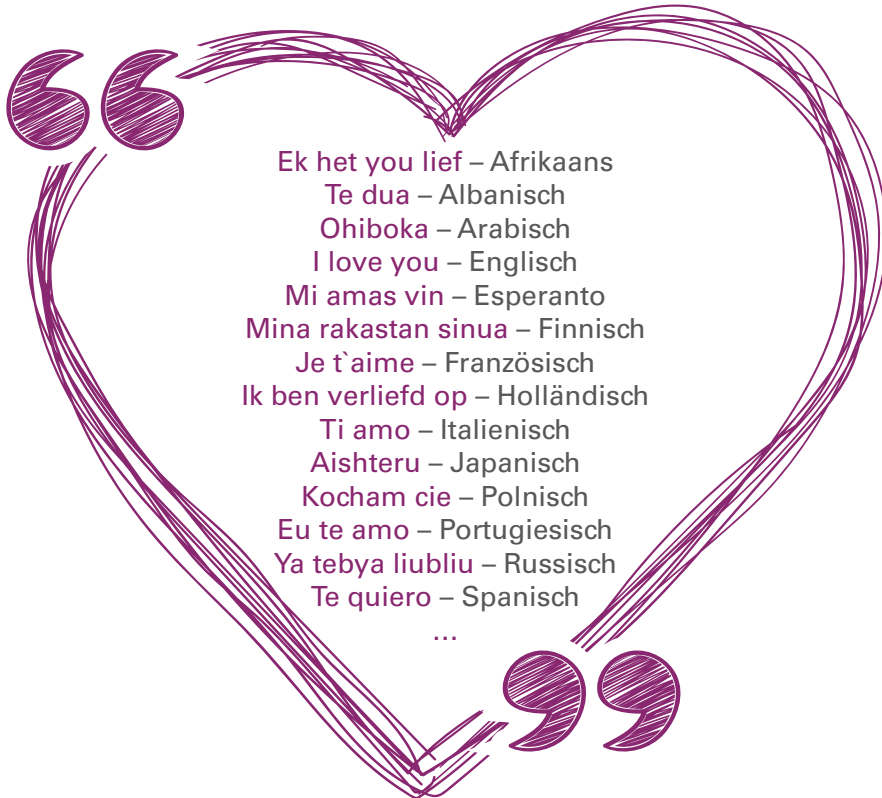 Ek het you lief – Afrikaans
Te dua – Albanisch
Ohiboka – Arabisch
I love you – Englisch
Mi amas vin – Esperanto
Mina rakastan sinua – Finnisch
Je t`aime – Französisch
Ik ben verliefd op – Holländisch
Ti amo – Italienisch
Aishteru – Japanisch
Kocham cie – Polnisch
Eu te amo – Portugiesisch
Ya tebya liubliu – Russisch
Te quiero – Spanisch
...